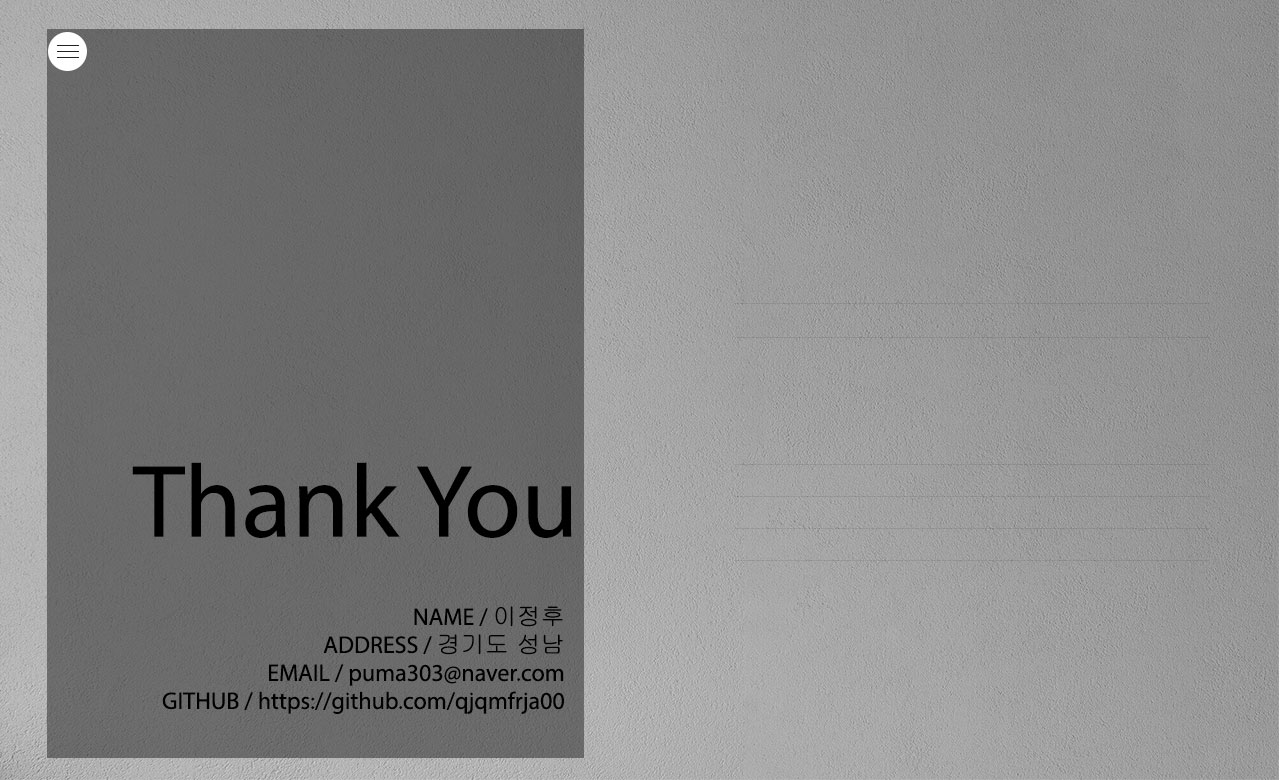 Thank You
NAME / 이정후
ADDRESS / 경기도 성남
EMAIL / puma303@naver.com
GITHUB / https://github.com/qjqmfrja00